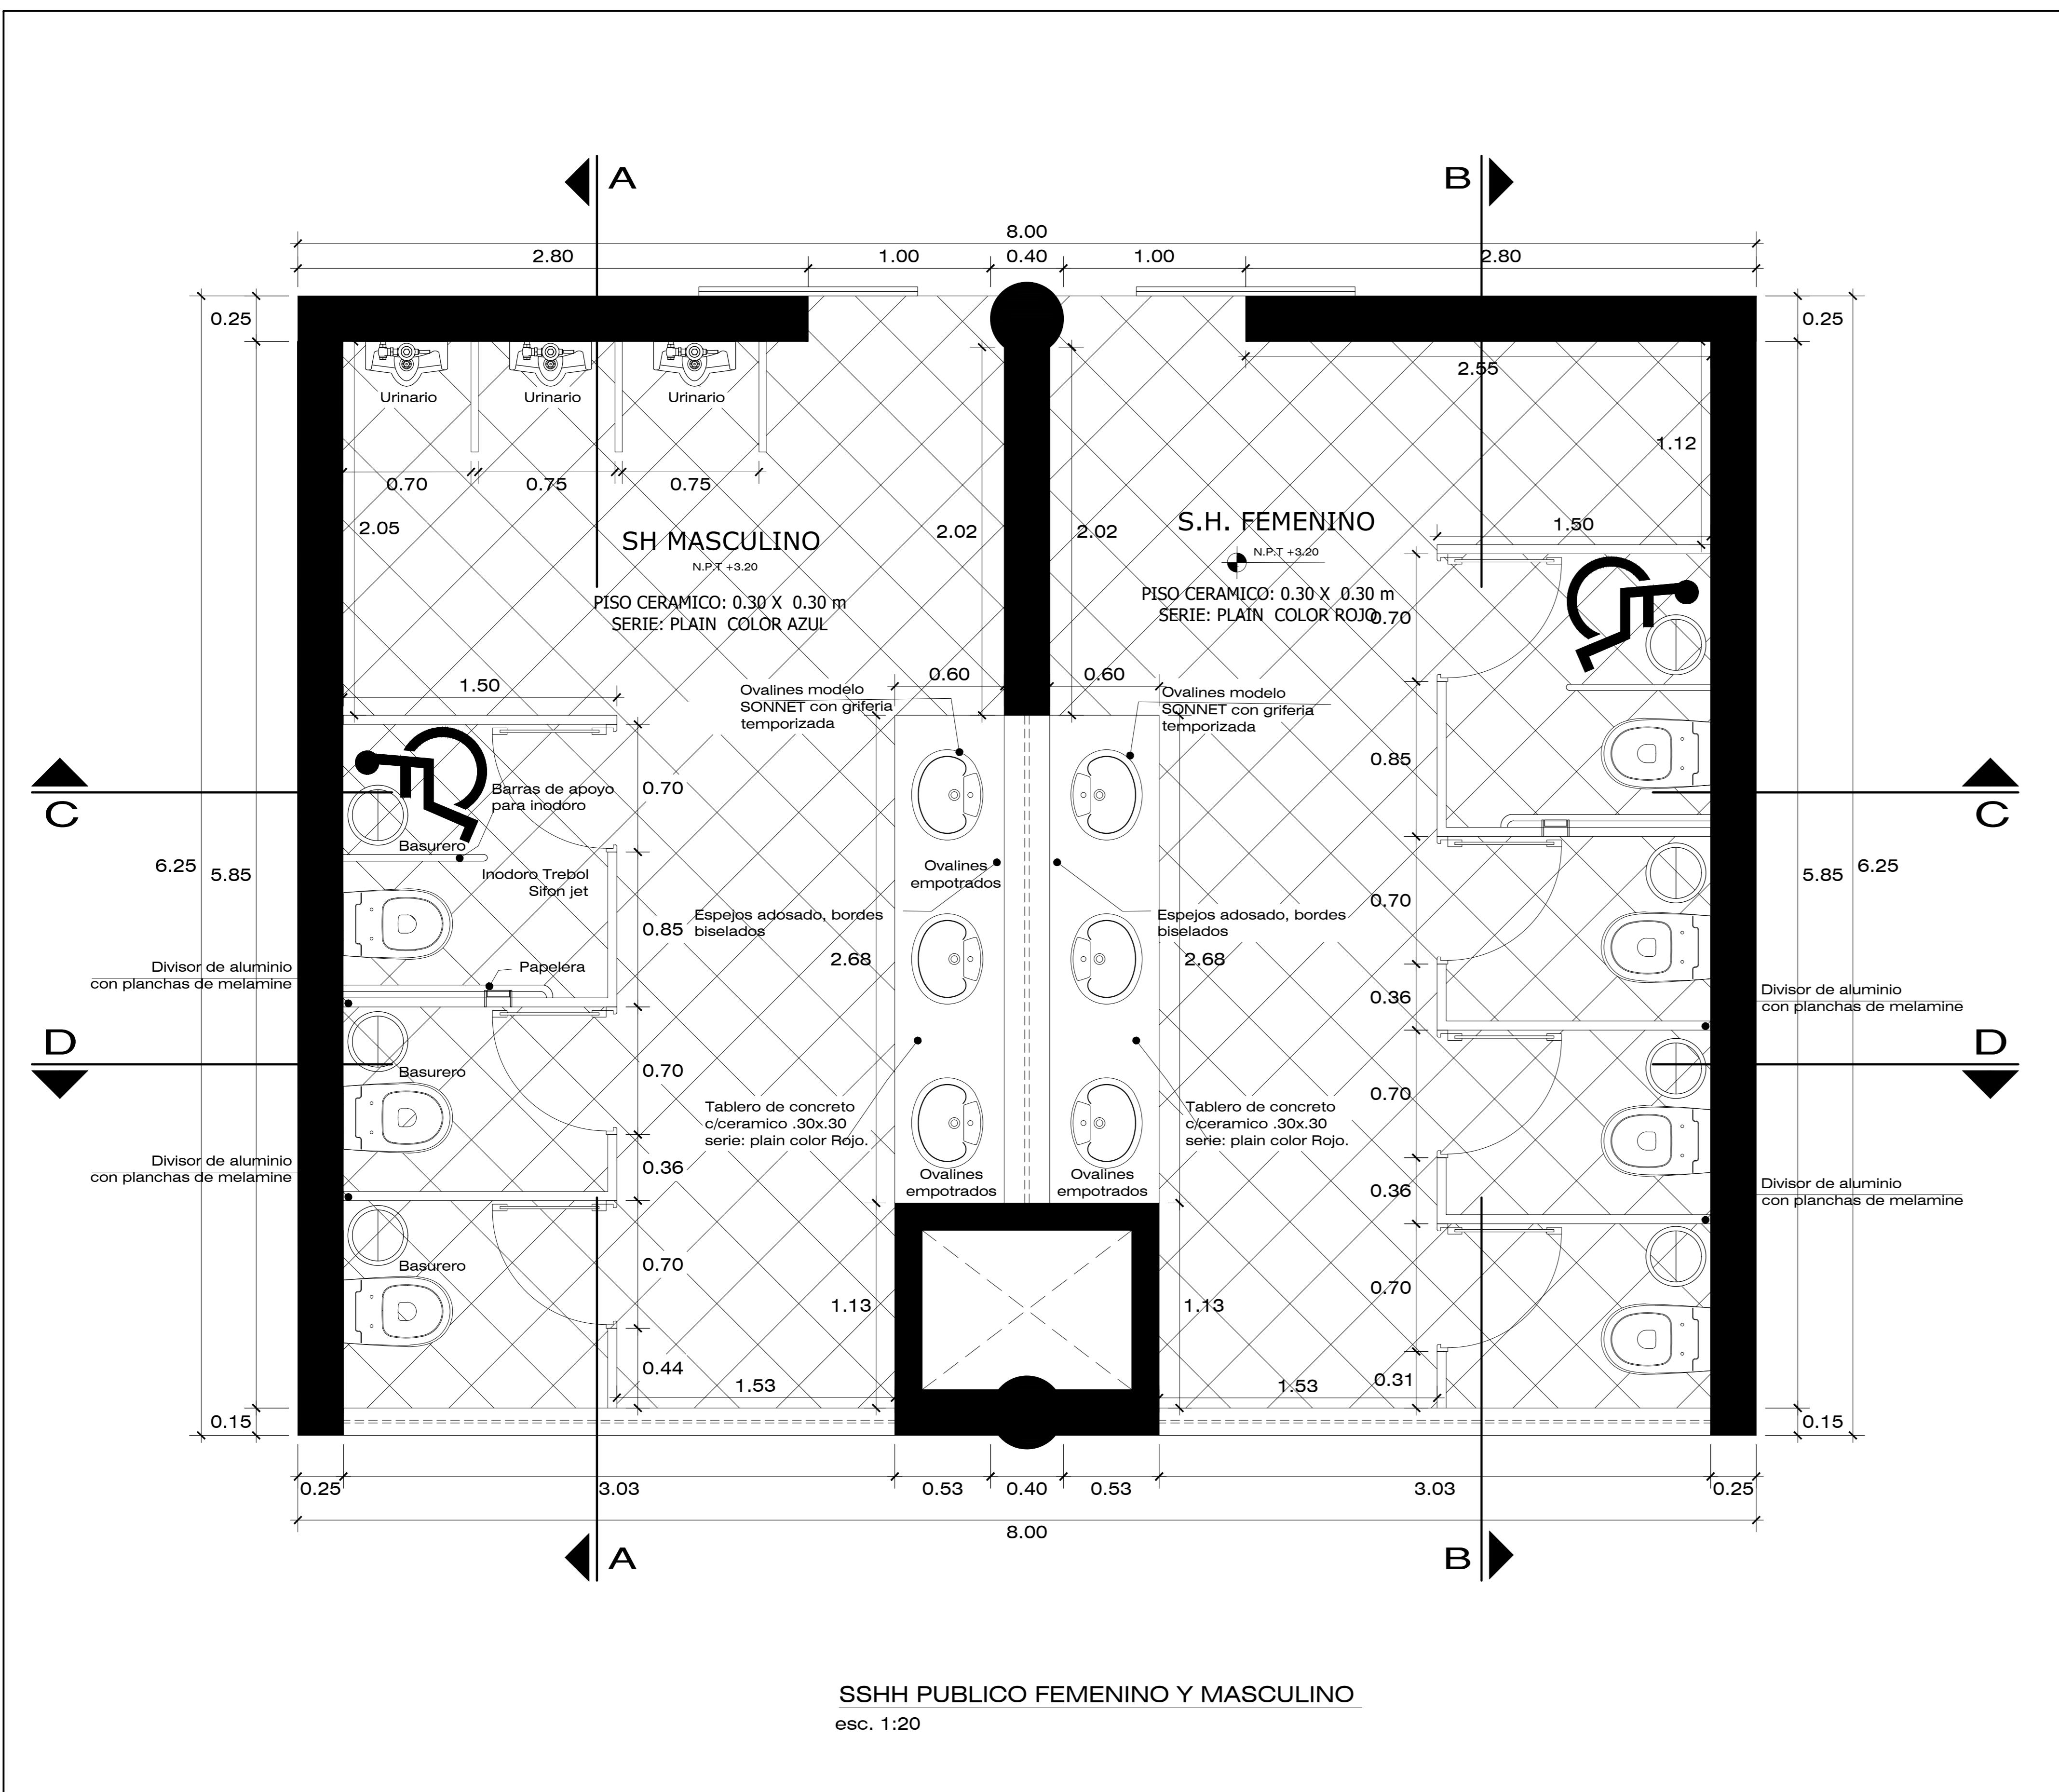 A
B
8.00
2.80
1.00
0.40
1.00
2.80
0.25
0.25
2.55
Urinario
Urinario
Urinario
1.12
0.70
0.75
0.75
2.05
2.02
2.02
1.50
SH MASCULINO
N.P.T +3.20
PISO CERAMICO: 0.30 X 0.30 m
SERIE: PLAIN COLOR AZUL
S.H. FEMENINO
N.P.T +3.20
PISO CERAMICO: 0.30 X 0.30 m
SERIE: PLAIN COLOR ROJO
0.70
1.50
0.60
0.60
Ovalines modelo
SONNET con griferia
temporizada
Ovalines modelo
SONNET con griferia
temporizada
0.85
C
C
Barras de apoyo
para inodoro
0.70
Basurero
Inodoro Trebol
Sifon jet
Ovalines
empotrados
6.25
5.85
5.85
6.25
0.70
0.85
Espejos adosado, bordes
biselados
Espejos adosado, bordes
biselados
2.68
2.68
Papelera
Divisor de aluminio
con planchas de melamine
0.36
Divisor de aluminio
con planchas de melamine
D
D
Basurero
0.70
0.70
Tablero de concreto
c/ceramico .30x.30
serie: plain color Rojo.
Tablero de concreto
c/ceramico .30x.30
serie: plain color Rojo.
Divisor de aluminio
con planchas de melamine
0.36
Ovalines
empotrados
Ovalines
empotrados
0.36
Divisor de aluminio
con planchas de melamine
Basurero
0.70
0.70
1.13
1.13
0.44
1.53
1.53
0.31
0.15
0.15
0.25
3.03
0.53
0.40
0.53
3.03
0.25
8.00
A
B
SSHH PUBLICO FEMENINO Y MASCULINO
esc. 1:20